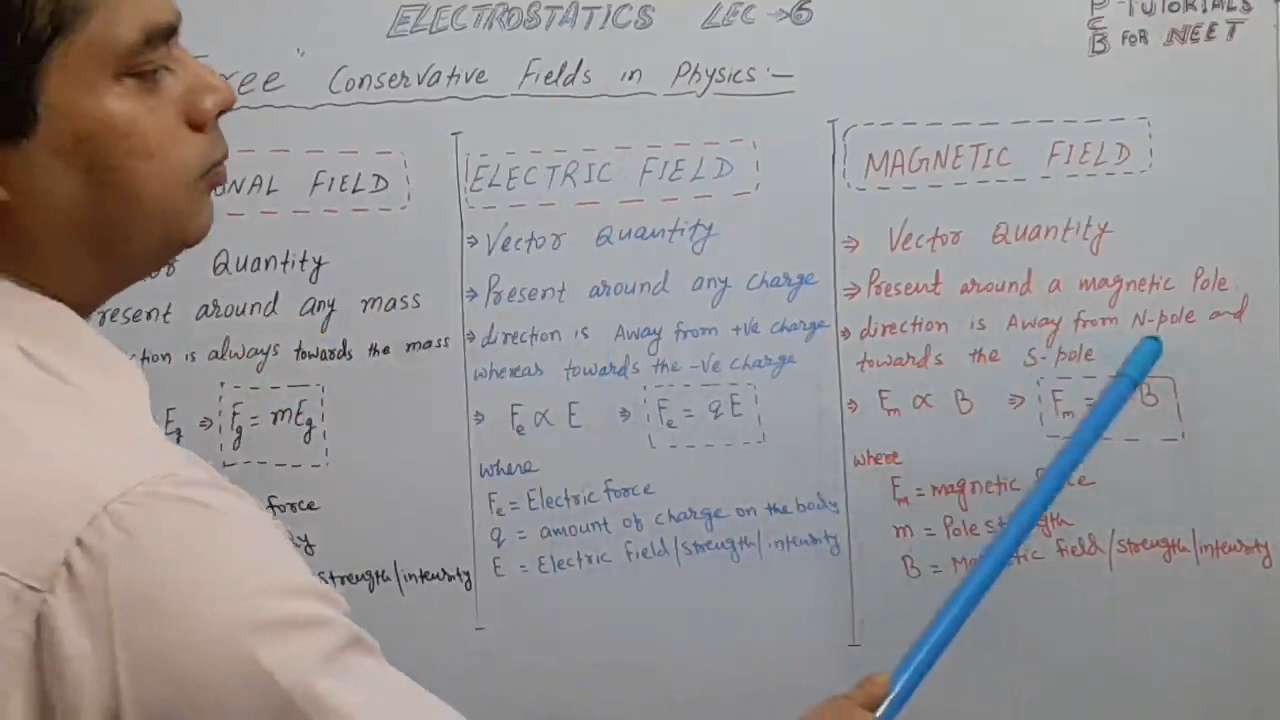 ELECTROSTATICS LEC → 6
P - TUTORIALS
C
B FOR NEET
Conservative Fields in Physics :-
FIELD
Quantity
around any mass
is always towards the mass
Eg ⇒ Fg = mEg
force
strength/intensity
ELECTRIC FIELD
⇒ Vector Quantity
⇒ Present around any charge
⇒ direction is Away from +ve charge
whereas towards the -Ve charge
⇒ Fe ∝ E ⇒ Fe = qE
where
Fe = Electric force
q = amount of charge on the body
E = Electric field/strength/intensity
MAGNETIC FIELD
⇒ Vector Quantity
⇒ Present around a magnetic Pole
⇒ direction is Away from N-pole and
towards the S-pole
⇒ Fm ∝ B ⇒ Fm = B
where
Fm = magnetic
m = Pole
B = field/strength/intensity